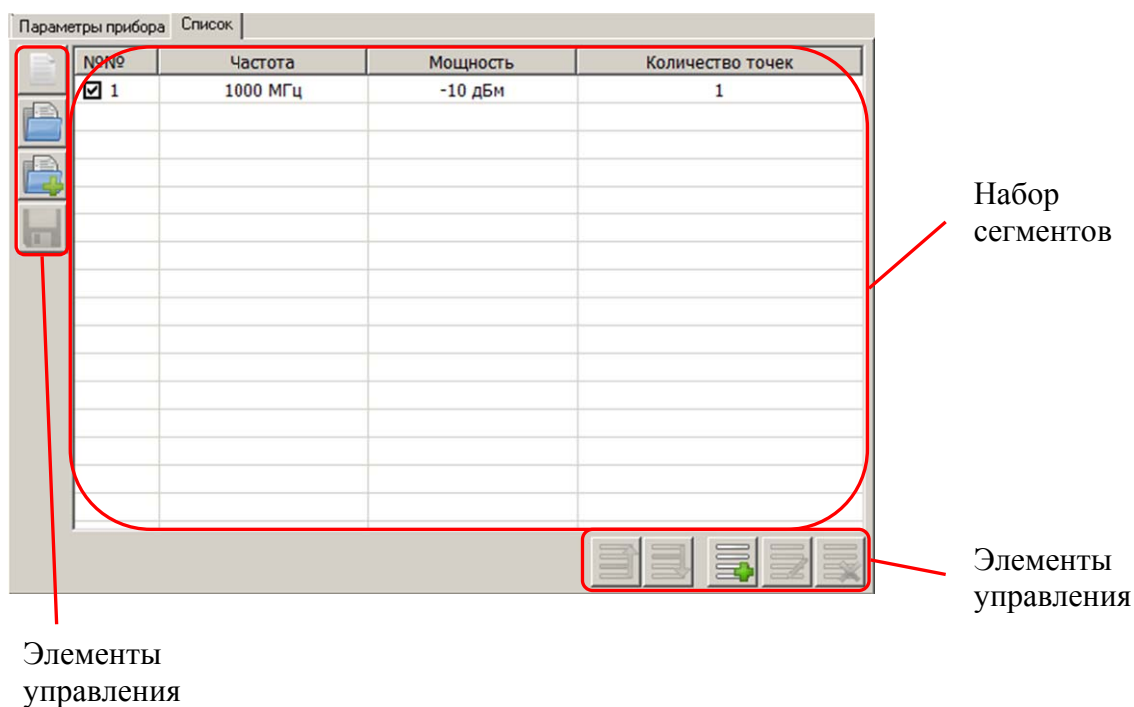 Параметры прибора Список
№№ Частота Мощность Количество точек
1 1000 МГц -10 дБм 1
Набор
сегментов
Элементы
управления
Элементы
управления